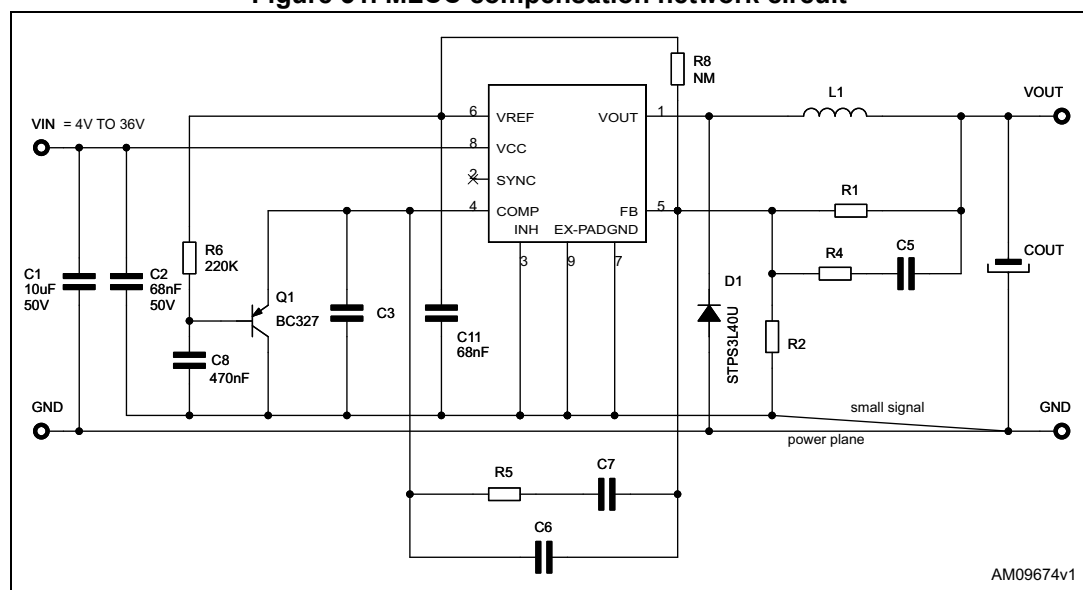 Figure 31. MLCC compensation network circuit
R8
NM
L1
VOUT
VIN = 4V TO 36V
6 VREF VOUT 1
8 VCC
2 SYNC
4 COMP FB 5
INH EX-PADGND
3 9 7
R1
R4 C5
COUT
R6
220K
C1
10uF
50V
C2
68nF
50V
Q1
BC327
C3
C11
68nF
D1
STPS3L40U
R2
C8
470nF
GND
small signal
GND
power plane
R5 C7
C6
AM09674v1